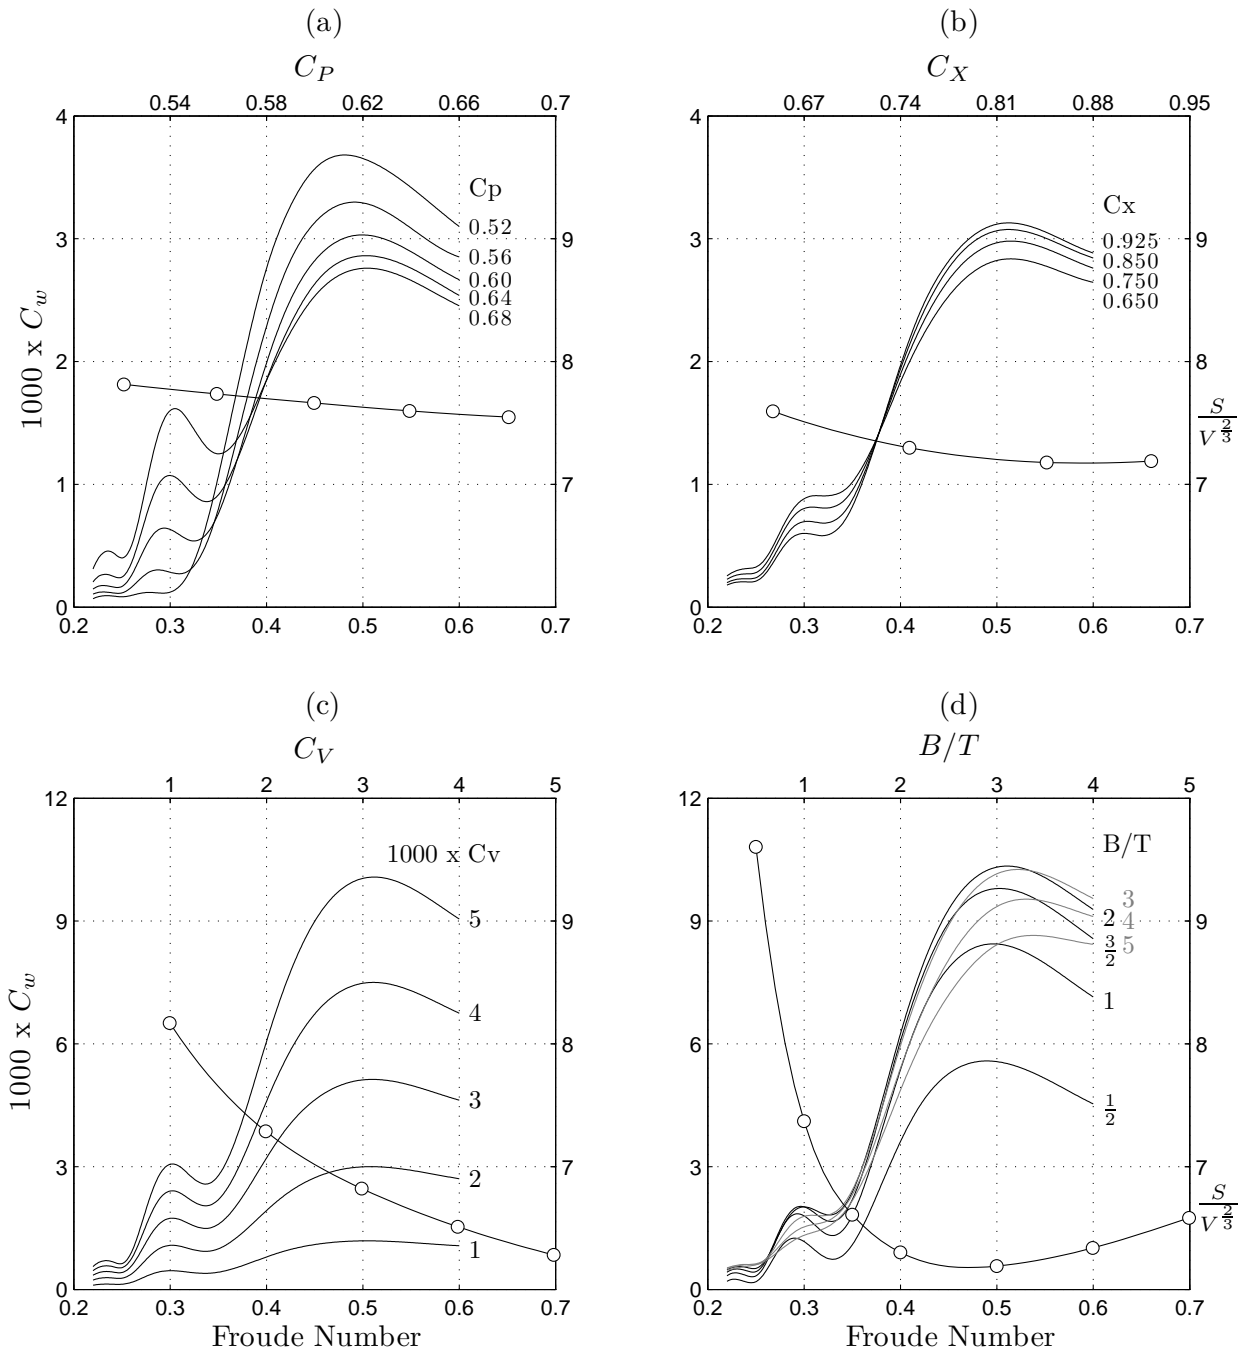 (a)
C_P
0.54 0.58 0.62 0.66 0.7
4
3
2
1
0
1000 x C_w
Cp
0.52
0.56
0.60
0.64
0.68
9
8
7
0.2 0.3 0.4 0.5 0.6 0.7
(b)
C_X
0.67 0.74 0.81 0.88 0.95
4
3
2
1
0
Cx
0.925
0.850
0.750
0.650
9
8
7
S/V^{2/3}
0.2 0.3 0.4 0.5 0.6 0.7
(c)
C_V
1 2 3 4 5
12
9
6
3
0
1000 x C_w
1000 x Cv
5
4
3
2
1
9
8
7
0.2 0.3 0.4 0.5 0.6 0.7
Froude Number
(d)
B/T
1 2 3 4 5
12
9
6
3
0
B/T
3
2 4
3/2 5
1
1/2
9
8
7
S/V^{2/3}
0.2 0.3 0.4 0.5 0.6 0.7
Froude Number